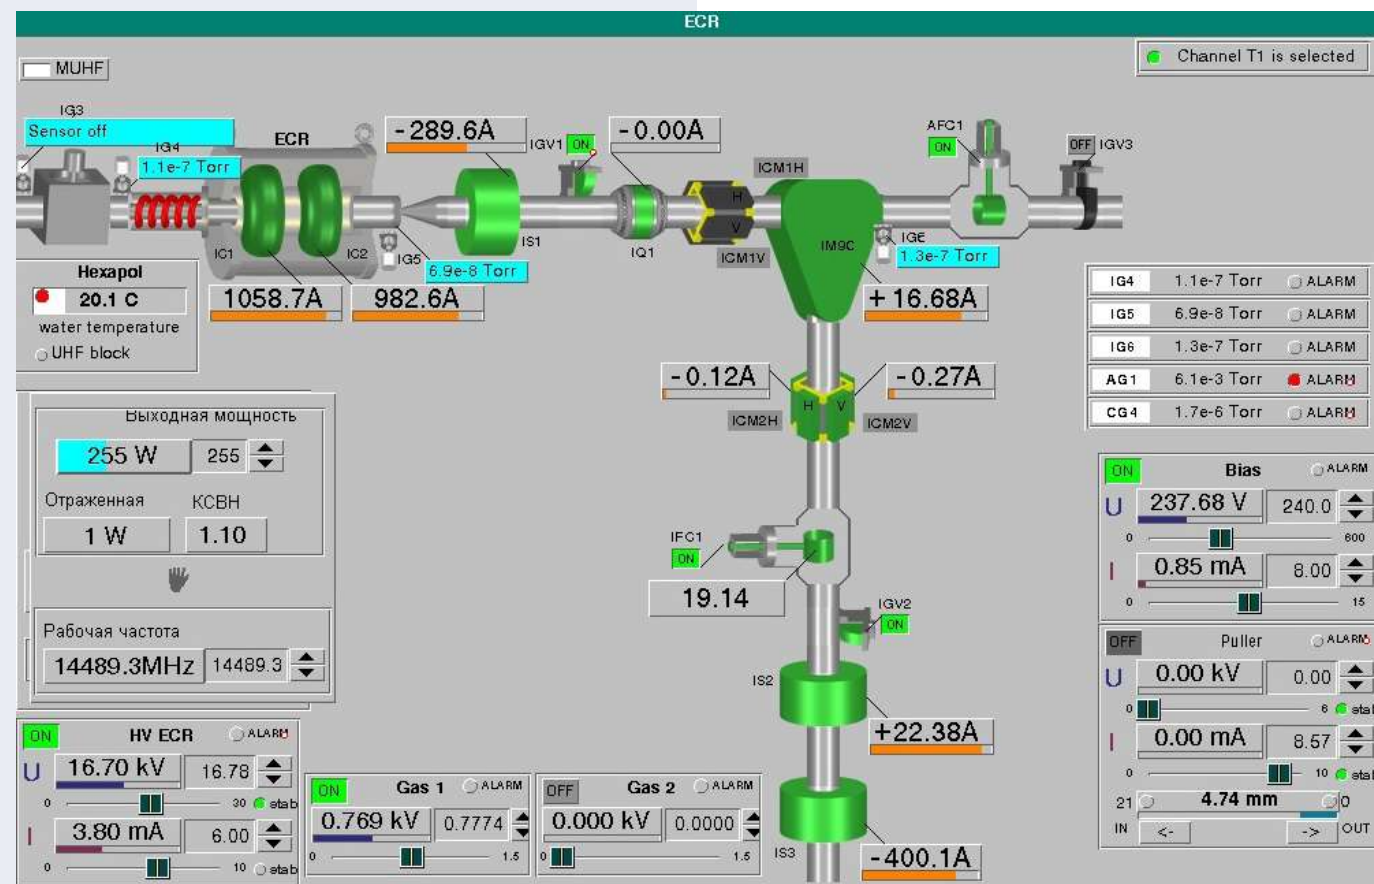 ECR
Channel T1 is selected
MUHF
IG3
Sensor off
IG4
1.1e-7 Torr
ECR
-289.6A
IGV1 ON
-0.00A
ICM1H
AFC1
ON
OFF IGV3
IC1
IC2
IG5
6.9e-8 Torr
IS1
IQ1
H
V
ICM1V
IM90
1.3e-7 Torr
Hexapol
20.1 C
water temperature
UHF block
1058.7A
982.6A
+16.68A
IG4 1.1e-7 Torr ALARM
IG5 6.9e-8 Torr ALARM
IG6 1.3e-7 Torr ALARM
AG1 6.1e-3 Torr ALARM
CG4 1.7e-6 Torr ALARM
-0.12A
-0.27A
H V
ICM2H
ICM2V
Выходная мощность
255 W 255
Отраженная КСВН
1 W 1.10
Рабочая частота
14489.3MHz 14489.3
IFC1
ON
19.14
IGV2
ON
IS2
+22.38A
IS3
-400.1A
ON Bias ALARM
U 237.68 V 240.0
0 600
I 0.85 mA 8.00
0 15
OFF Puller ALARM
U 0.00 kV 0.00
0 6 stab
I 0.00 mA 8.57
0 10 stab
21 4.74 mm 0
IN <- -> OUT
ON HV ECR ALARM
U 16.70 kV 16.78
0 30 stab
I 3.80 mA 6.00
0 10 stab
ON Gas 1 ALARM
0.769 kV 0.7774
0 1.5
OFF Gas 2 ALARM
0.000 kV 0.0000
0 1.5